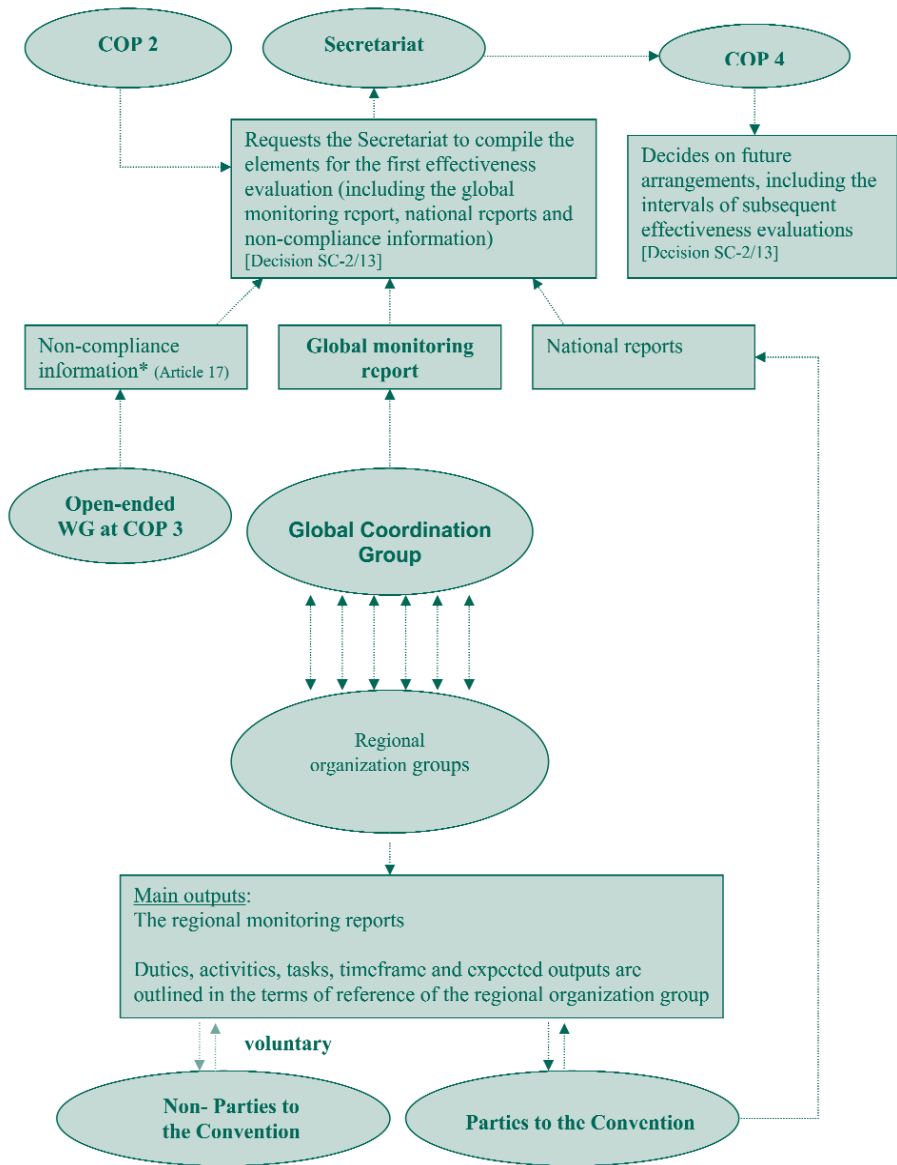 COP 2
Secretariat
COP 4
Requests the Secretariat to compile the
elements for the first effectiveness
evaluation (including the global
monitoring report, national reports and
non-compliance information)
[Decision SC-2/13]
Decides on future
arrangements, including the
intervals of subsequent
effectiveness evaluations
[Decision SC-2/13]
Non-compliance
information* (Article 17)
Global monitoring
report
National reports
Open-ended
WG at COP 3
Global Coordination
Group
Regional
organization groups
Main outputs:
The regional monitoring reports
Duties, activities, tasks, timeframe and expected outputs are
outlined in the terms of reference of the regional organization group
voluntary
Non- Parties to
the Convention
Parties to the Convention